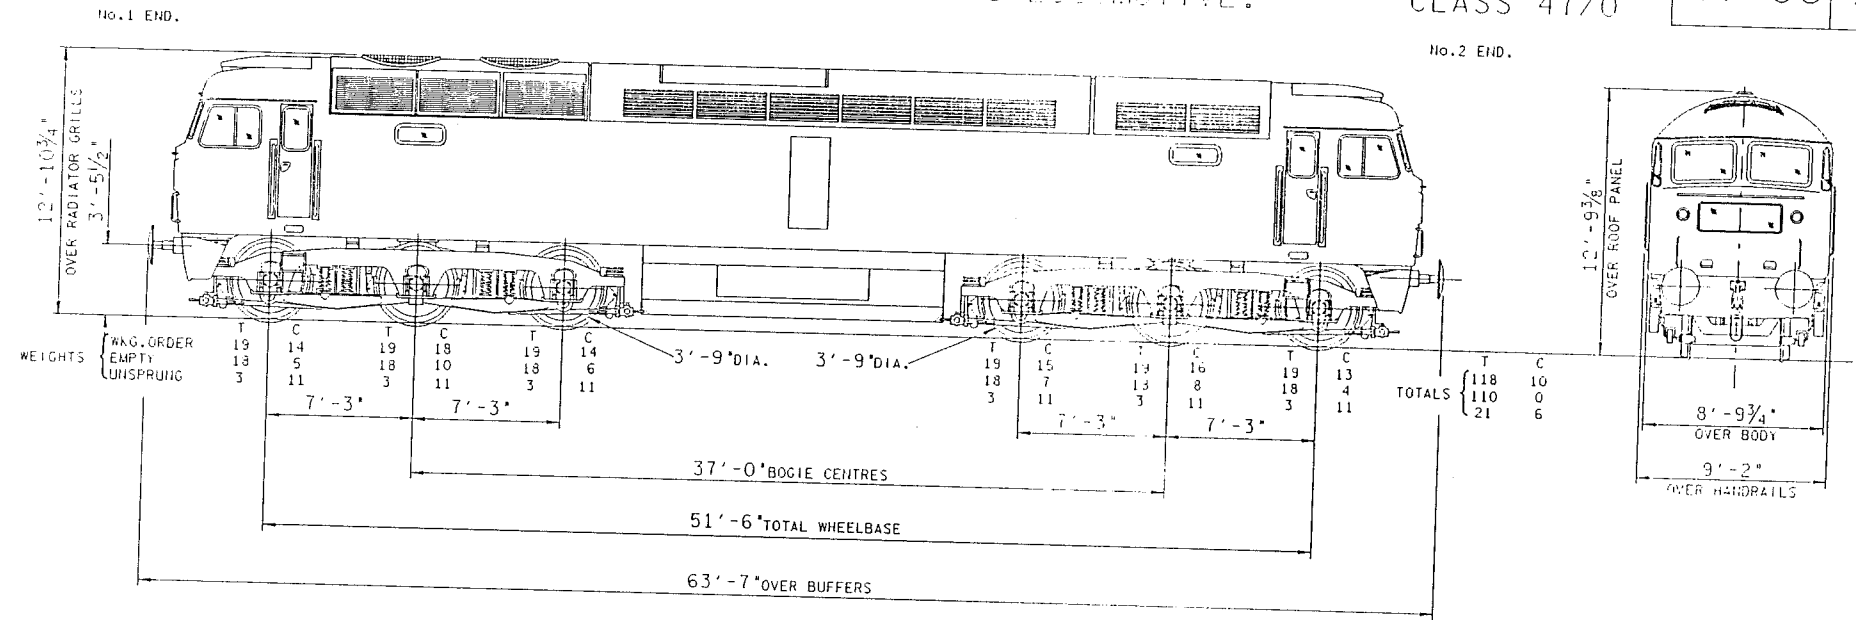 No.1 END.
CLASS 47/0
No.2 END.
12'-10¾"
OVER RADIATOR GRILLS
3'-5½"
12'-9⅜"
OVER ROOF PANEL
T C T C T C T C T C T C
WEIGHTS
WKG.ORDER 19 14 19 18 19 14 19 15 19 16 19 13
EMPTY 18 5 18 10 18 6 18 7 18 8 18 4
UNSPRUNG 3 11 3 11 3 11 3 11 3 11 3 11
3'-9"DIA. 3'-9"DIA.
T C
TOTALS
118 10
110 0
21 6
7'-3" 7'-3" 7'-3" 7'-3"
8'-9¾"
OVER BODY
9'-2"
OVER HANDRAILS
37'-0"BOGIE CENTRES
51'-6"TOTAL WHEELBASE
63'-7"OVER BUFFERS